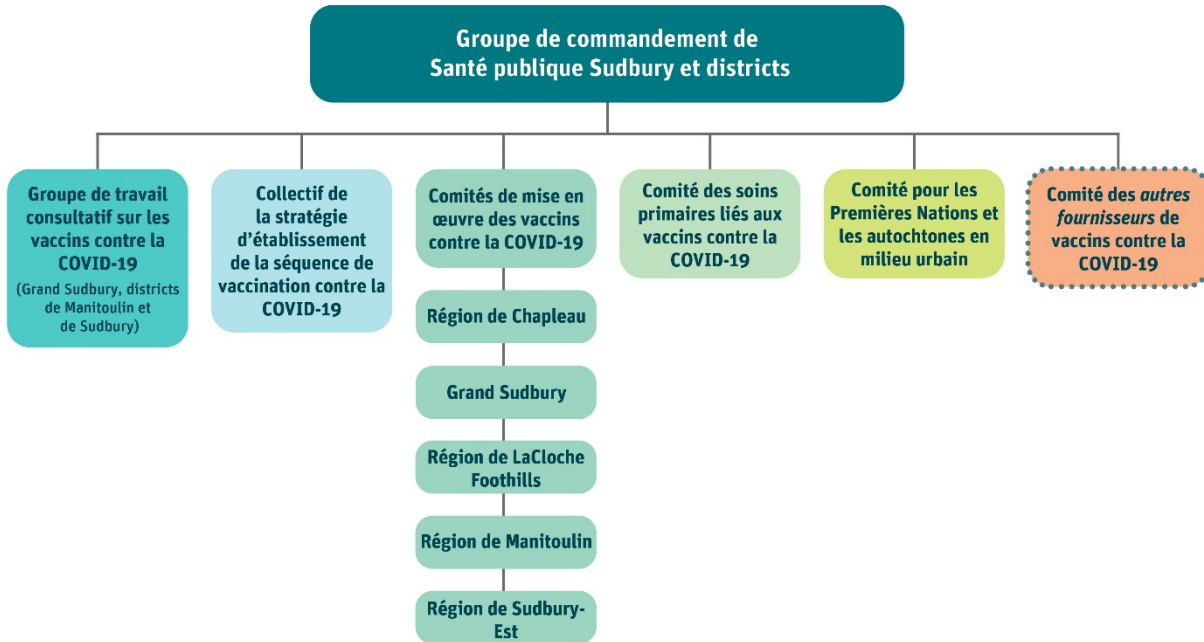 Groupe de commandement de
Santé publique Sudbury et districts
Groupe de travail
consultatif sur les
vaccins contre la
COVID-19
(Grand Sudbury, districts
de Manitoulin et
de Sudbury)
Collectif de
la stratégie
d’établissement
de la séquence de
vaccination contre la
COVID-19
Comités de mise en
œuvre des vaccins
contre la COVID-19
Région de Chapleau
Grand Sudbury
Région de LaCloche
Foothills
Région de Manitoulin
Région de Sudbury-
Est
Comité des soins
primaires liés aux
vaccins contre la
COVID-19
Comité pour les
Premières Nations et
les autochtones en
milieu urbain
Comité des autres
fournisseurs de
vaccins contre la
COVID-19